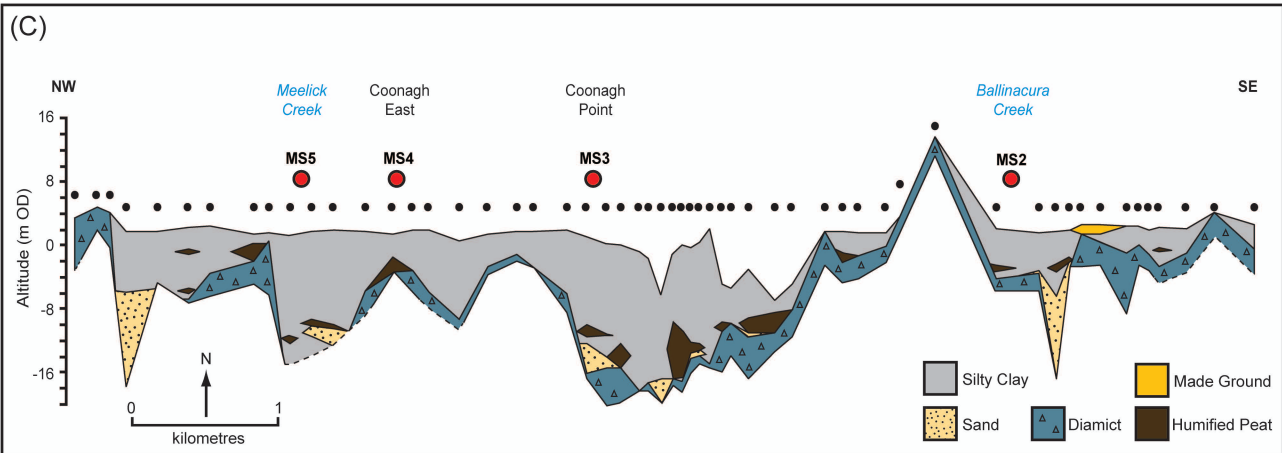 (C)
NW
Meelick
Creek
Coonagh
East
Coonagh
Point
Ballinacura
Creek
SE
MS5
MS4
MS3
MS2
Altitude (m OD)
16
8
0
-8
-16
N
0 1
kilometres
Silty Clay
Made Ground
Sand
Diamict
Humified Peat